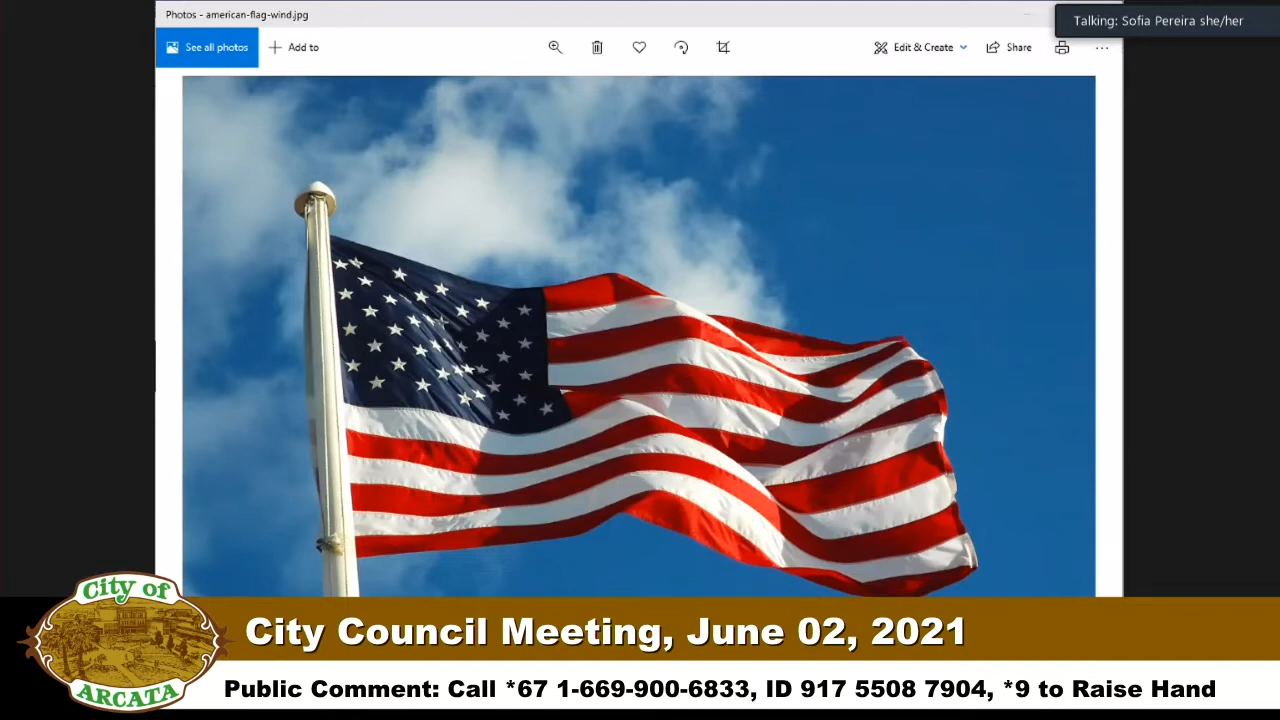 Photos - american-flag-wind.jpg
Talking: Sofia Pereira she/her
See all photos
Add to
Edit & Create
Share
City of
ARCATA
City Council Meeting, June 02, 2021
Public Comment: Call *67 1-669-900-6833, ID 917 5508 7904, *9 to Raise Hand